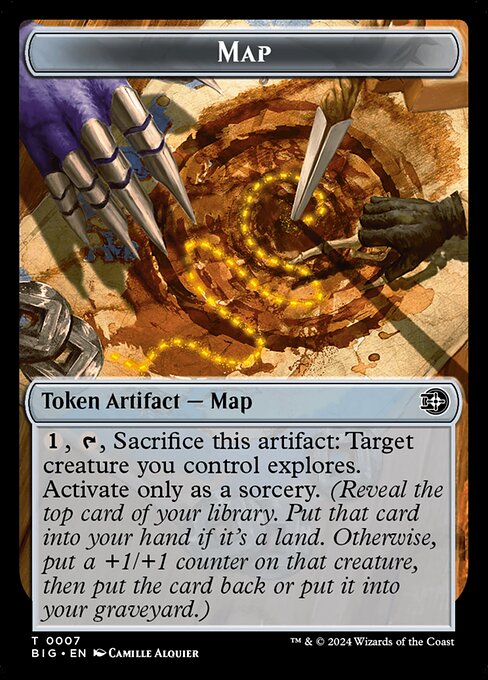 Map
Token Artifact — Map
1, T, Sacrifice this artifact: Target
creature you control explores.
Activate only as a sorcery. (Reveal the
top card of your library. Put that card
into your hand if it's a land. Otherwise,
put a +1/+1 counter on that creature,
then put the card back or put it into
your graveyard.)
T 0007
BIG • EN Camille Alquier
™ & © 2024 Wizards of the Coast